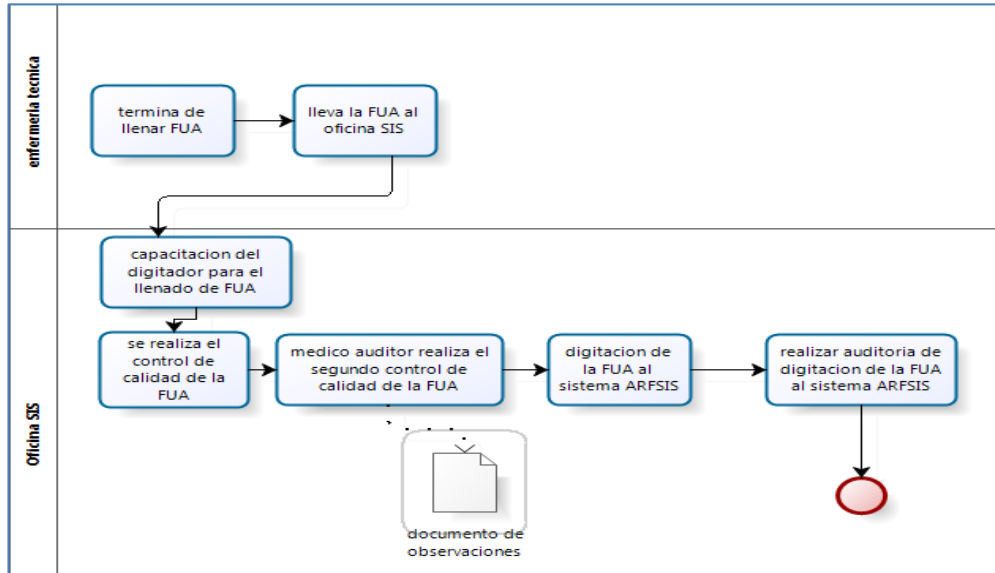 enfermeria tecnica
termina de
llenar FUA
lleva la FUA al
oficina SIS
Oficina SIS
capacitacion del
digitador para el
llenado de FUA
se realiza el
control de
calidad de la
FUA
medico auditor realiza el
segundo control de
calidad de la FUA
digitacion de
la FUA al
sistema ARFSIS
realizar auditoria de
digitacion de la FUA
al sistema ARFSIS
documento de
observaciones